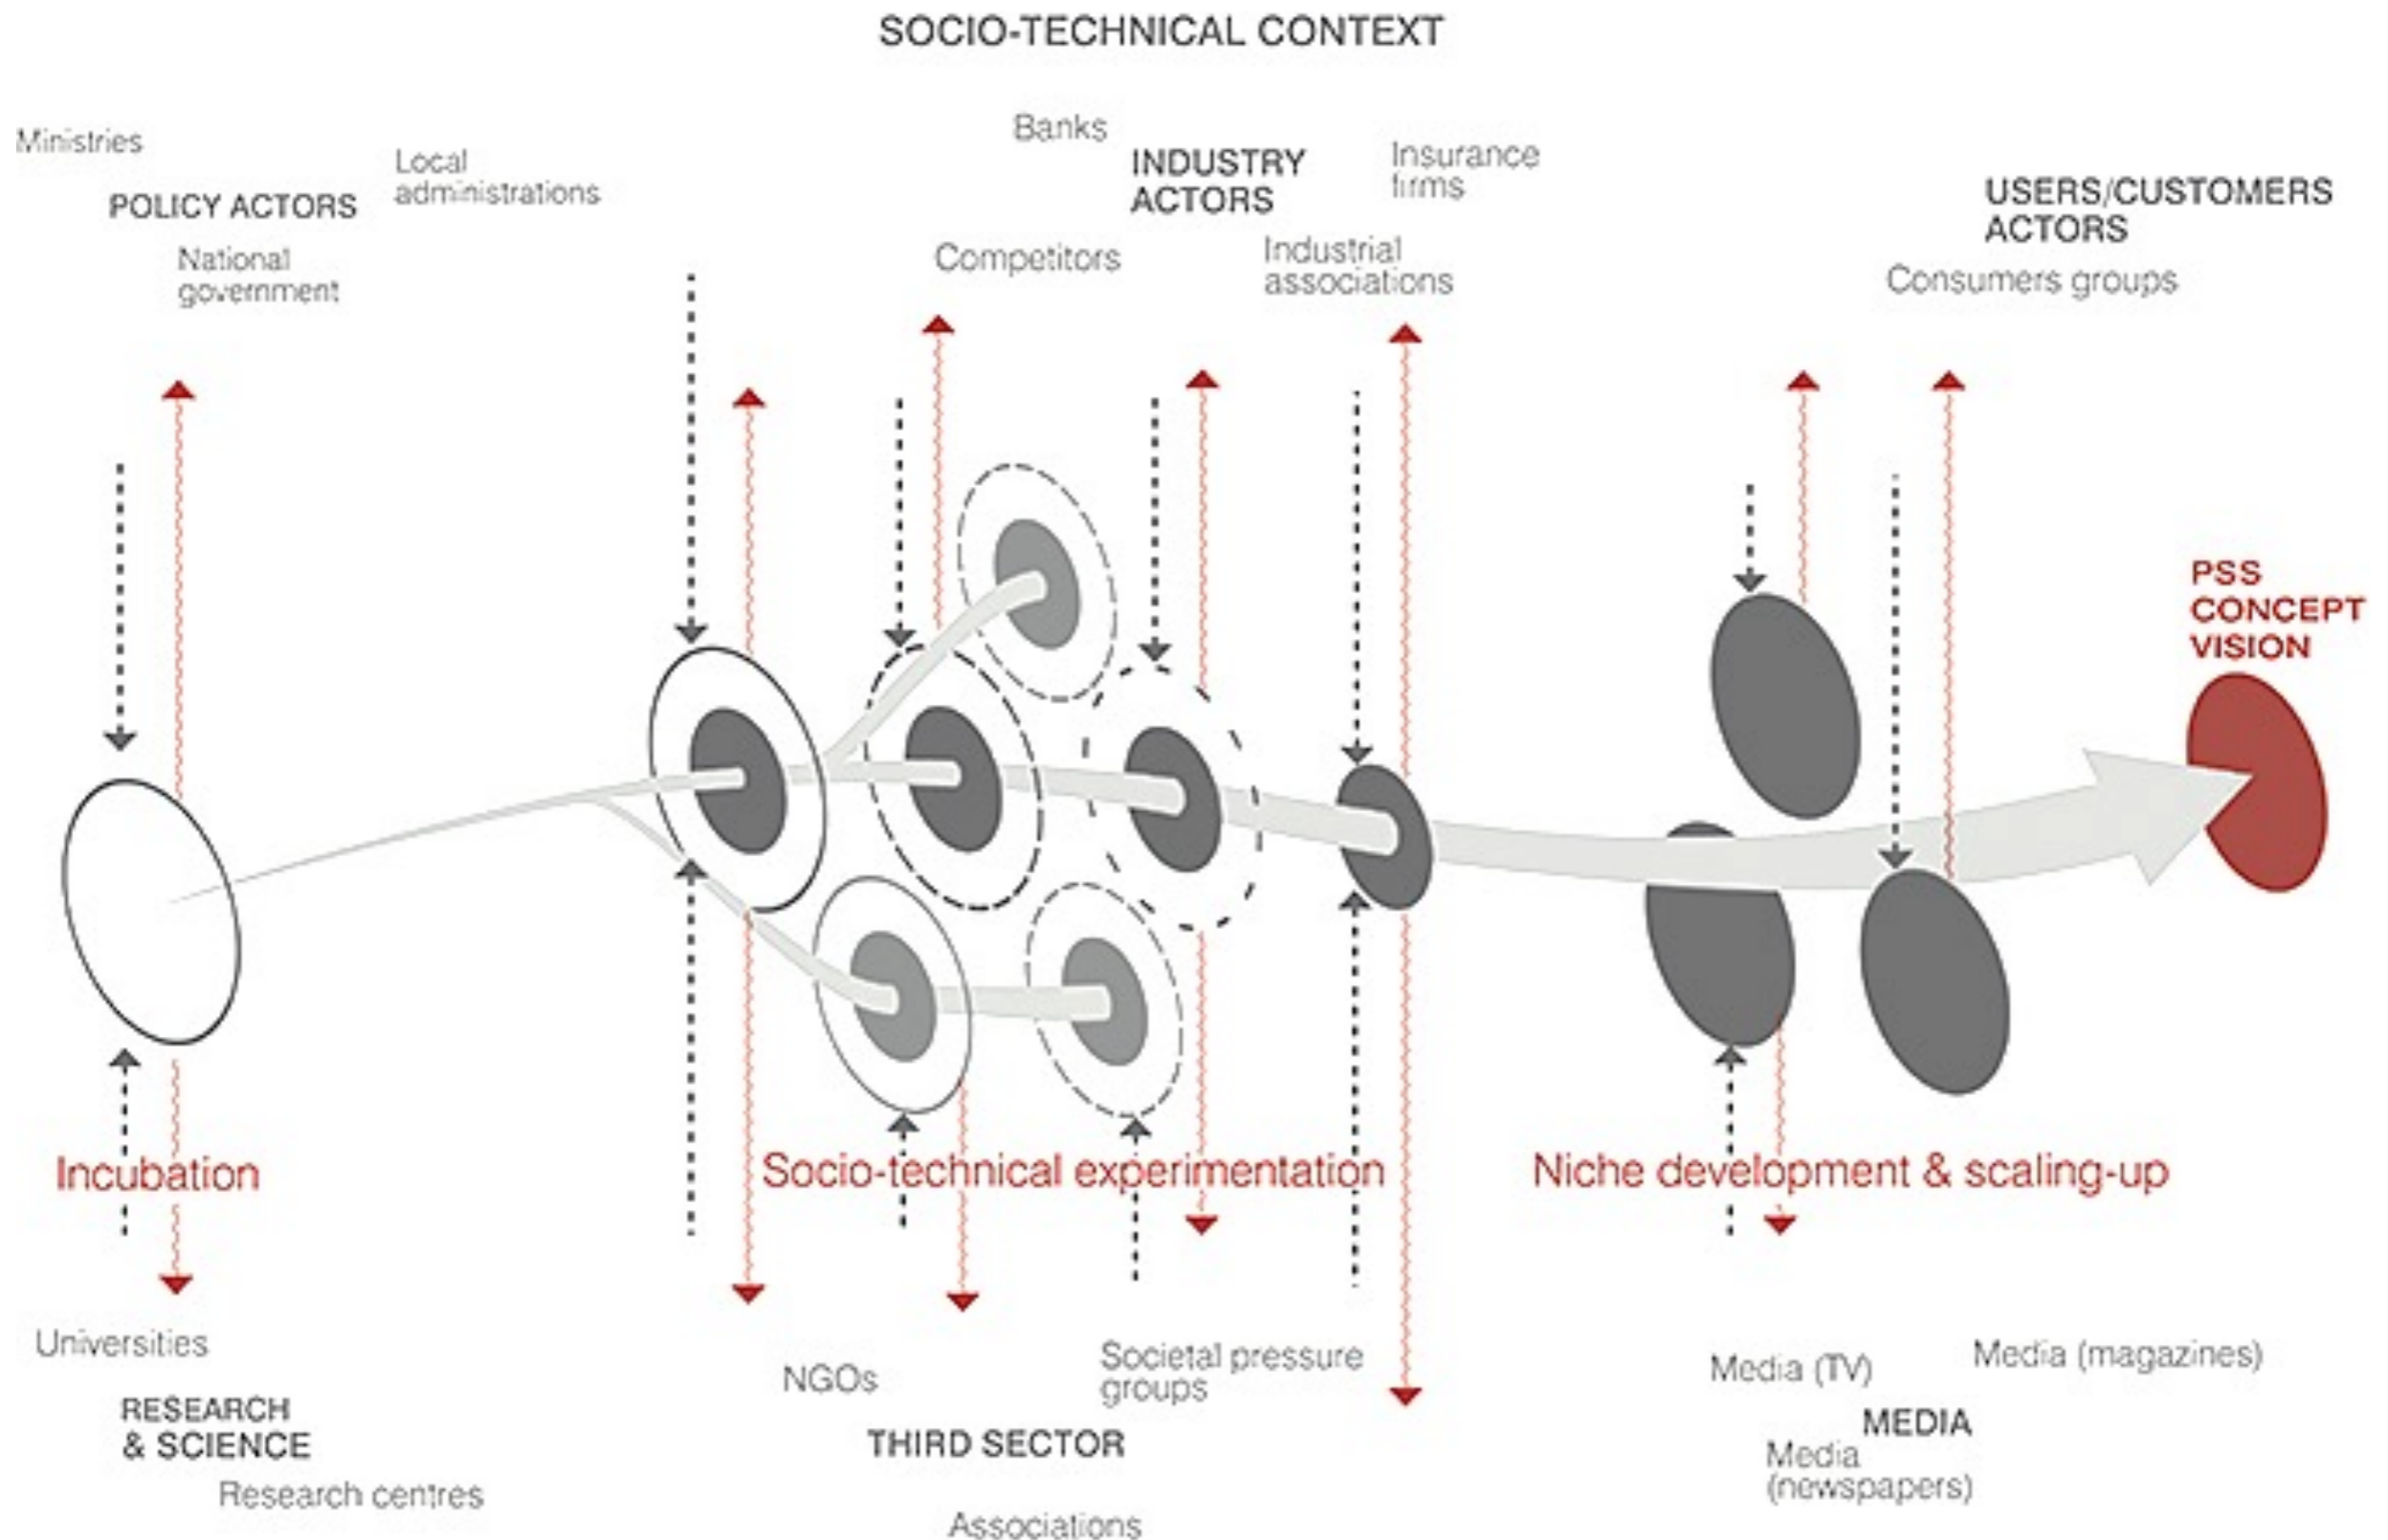 SOCIO-TECHNICAL CONTEXT
Ministries
POLICY ACTORS
Local
administrations
National
government
Banks
INDUSTRY
ACTORS
Insurance
firms
Competitors
Industrial
associations
USERS/CUSTOMERS
ACTORS
Consumers groups
PSS
CONCEPT
VISION
Incubation
Socio-technical experimentation
Niche development & scaling-up
Universities
RESEARCH
& SCIENCE
Research centres
NGOs
Societal pressure
groups
THIRD SECTOR
Associations
Media (TV)
Media (magazines)
MEDIA
Media
(newspapers)